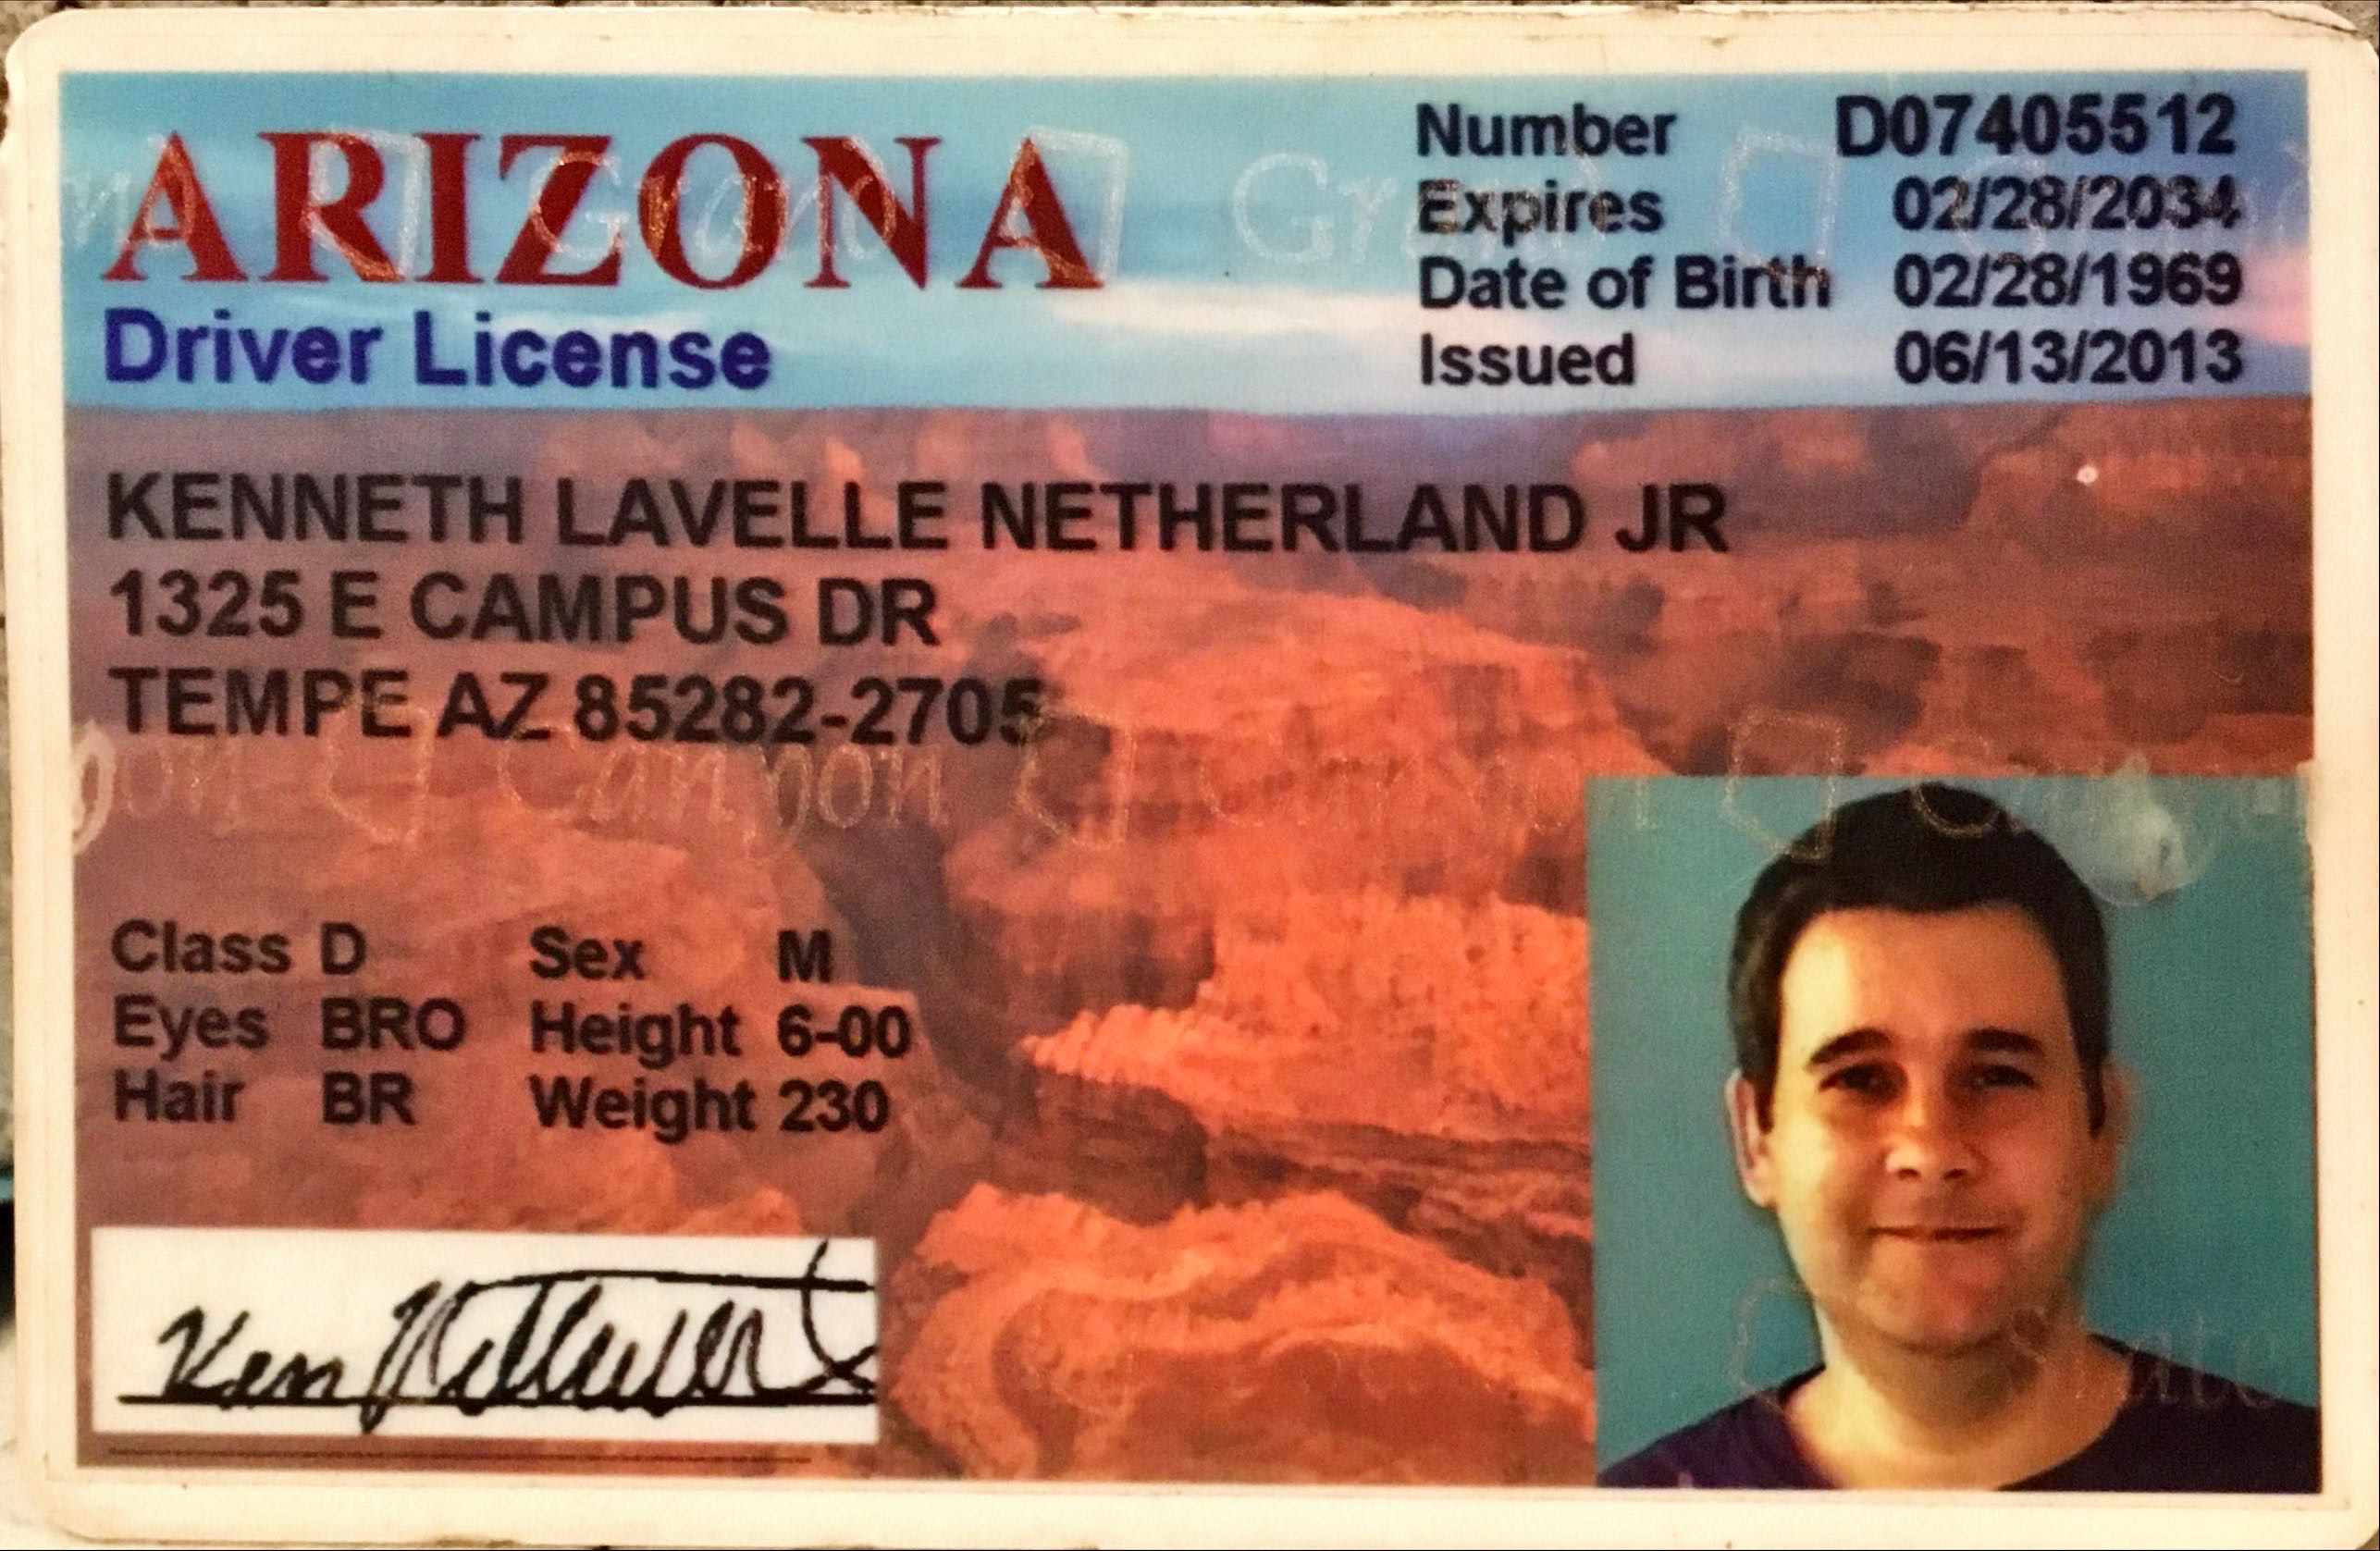 ARIZONA
Driver License
Number D07405512
Expires 02/28/2034
Date of Birth 02/28/1969
Issued 06/13/2013
KENNETH LAVELLE NETHERLAND JR
1325 E CAMPUS DR
TEMPE AZ 85282-2705
Grand Grand
Canyon
Class D Sex M
Eyes BRO Height 6-00
Hair BR Weight 230
State
Ken